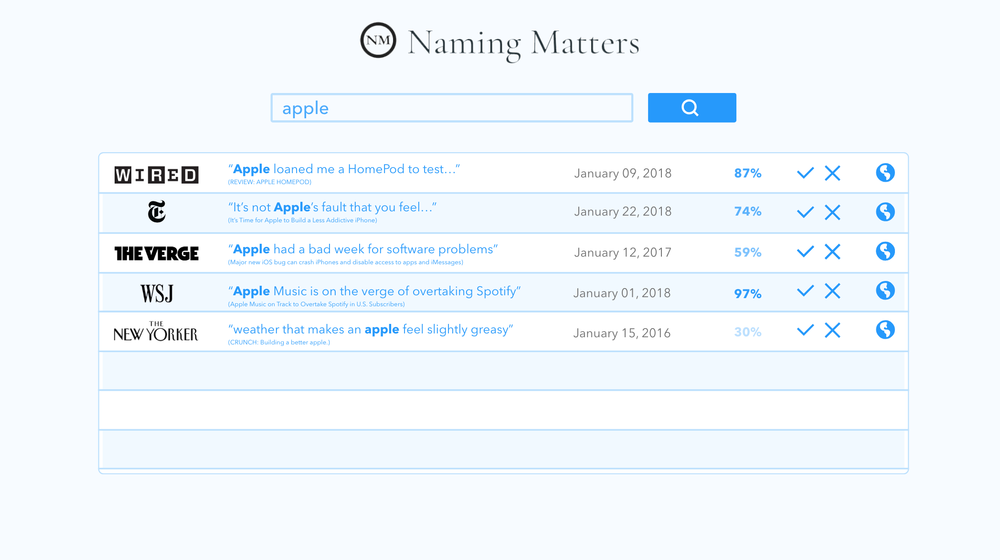 NM Naming Matters
apple
WIRED
“Apple loaned me a HomePod to test…”
(REVIEW: APPLE HOMEPOD)
January 09, 2018
87%
T
“It’s not Apple’s fault that you feel…”
(It’s Time for Apple to Build a Less Addictive iPhone)
January 22, 2018
74%
THE VERGE
“Apple had a bad week for software problems”
(Major new iOS bug can crash iPhones and disable access to apps and iMessages)
January 12, 2017
59%
WSJ
“Apple Music is on the verge of overtaking Spotify”
(Apple Music on Track to Overtake Spotify in U.S. Subscribers)
January 01, 2018
97%
THE
NEW YORKER
“weather that makes an apple feel slightly greasy”
(CRUNCH: Building a better apple.)
January 15, 2016
30%